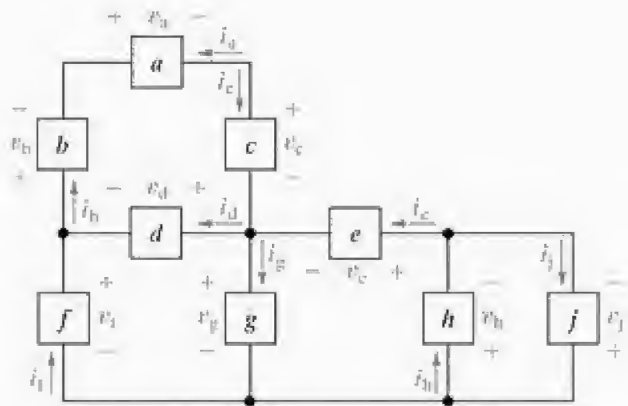 + v_a − i_a
a
i_c
− +
v_b b c v_c
+ −
i_b − v_d + i_d i_e
d e
+ + i_g − v_e + − i_j −
f v_f v_g g h v_h j v_j
− − + +
i_f i_h